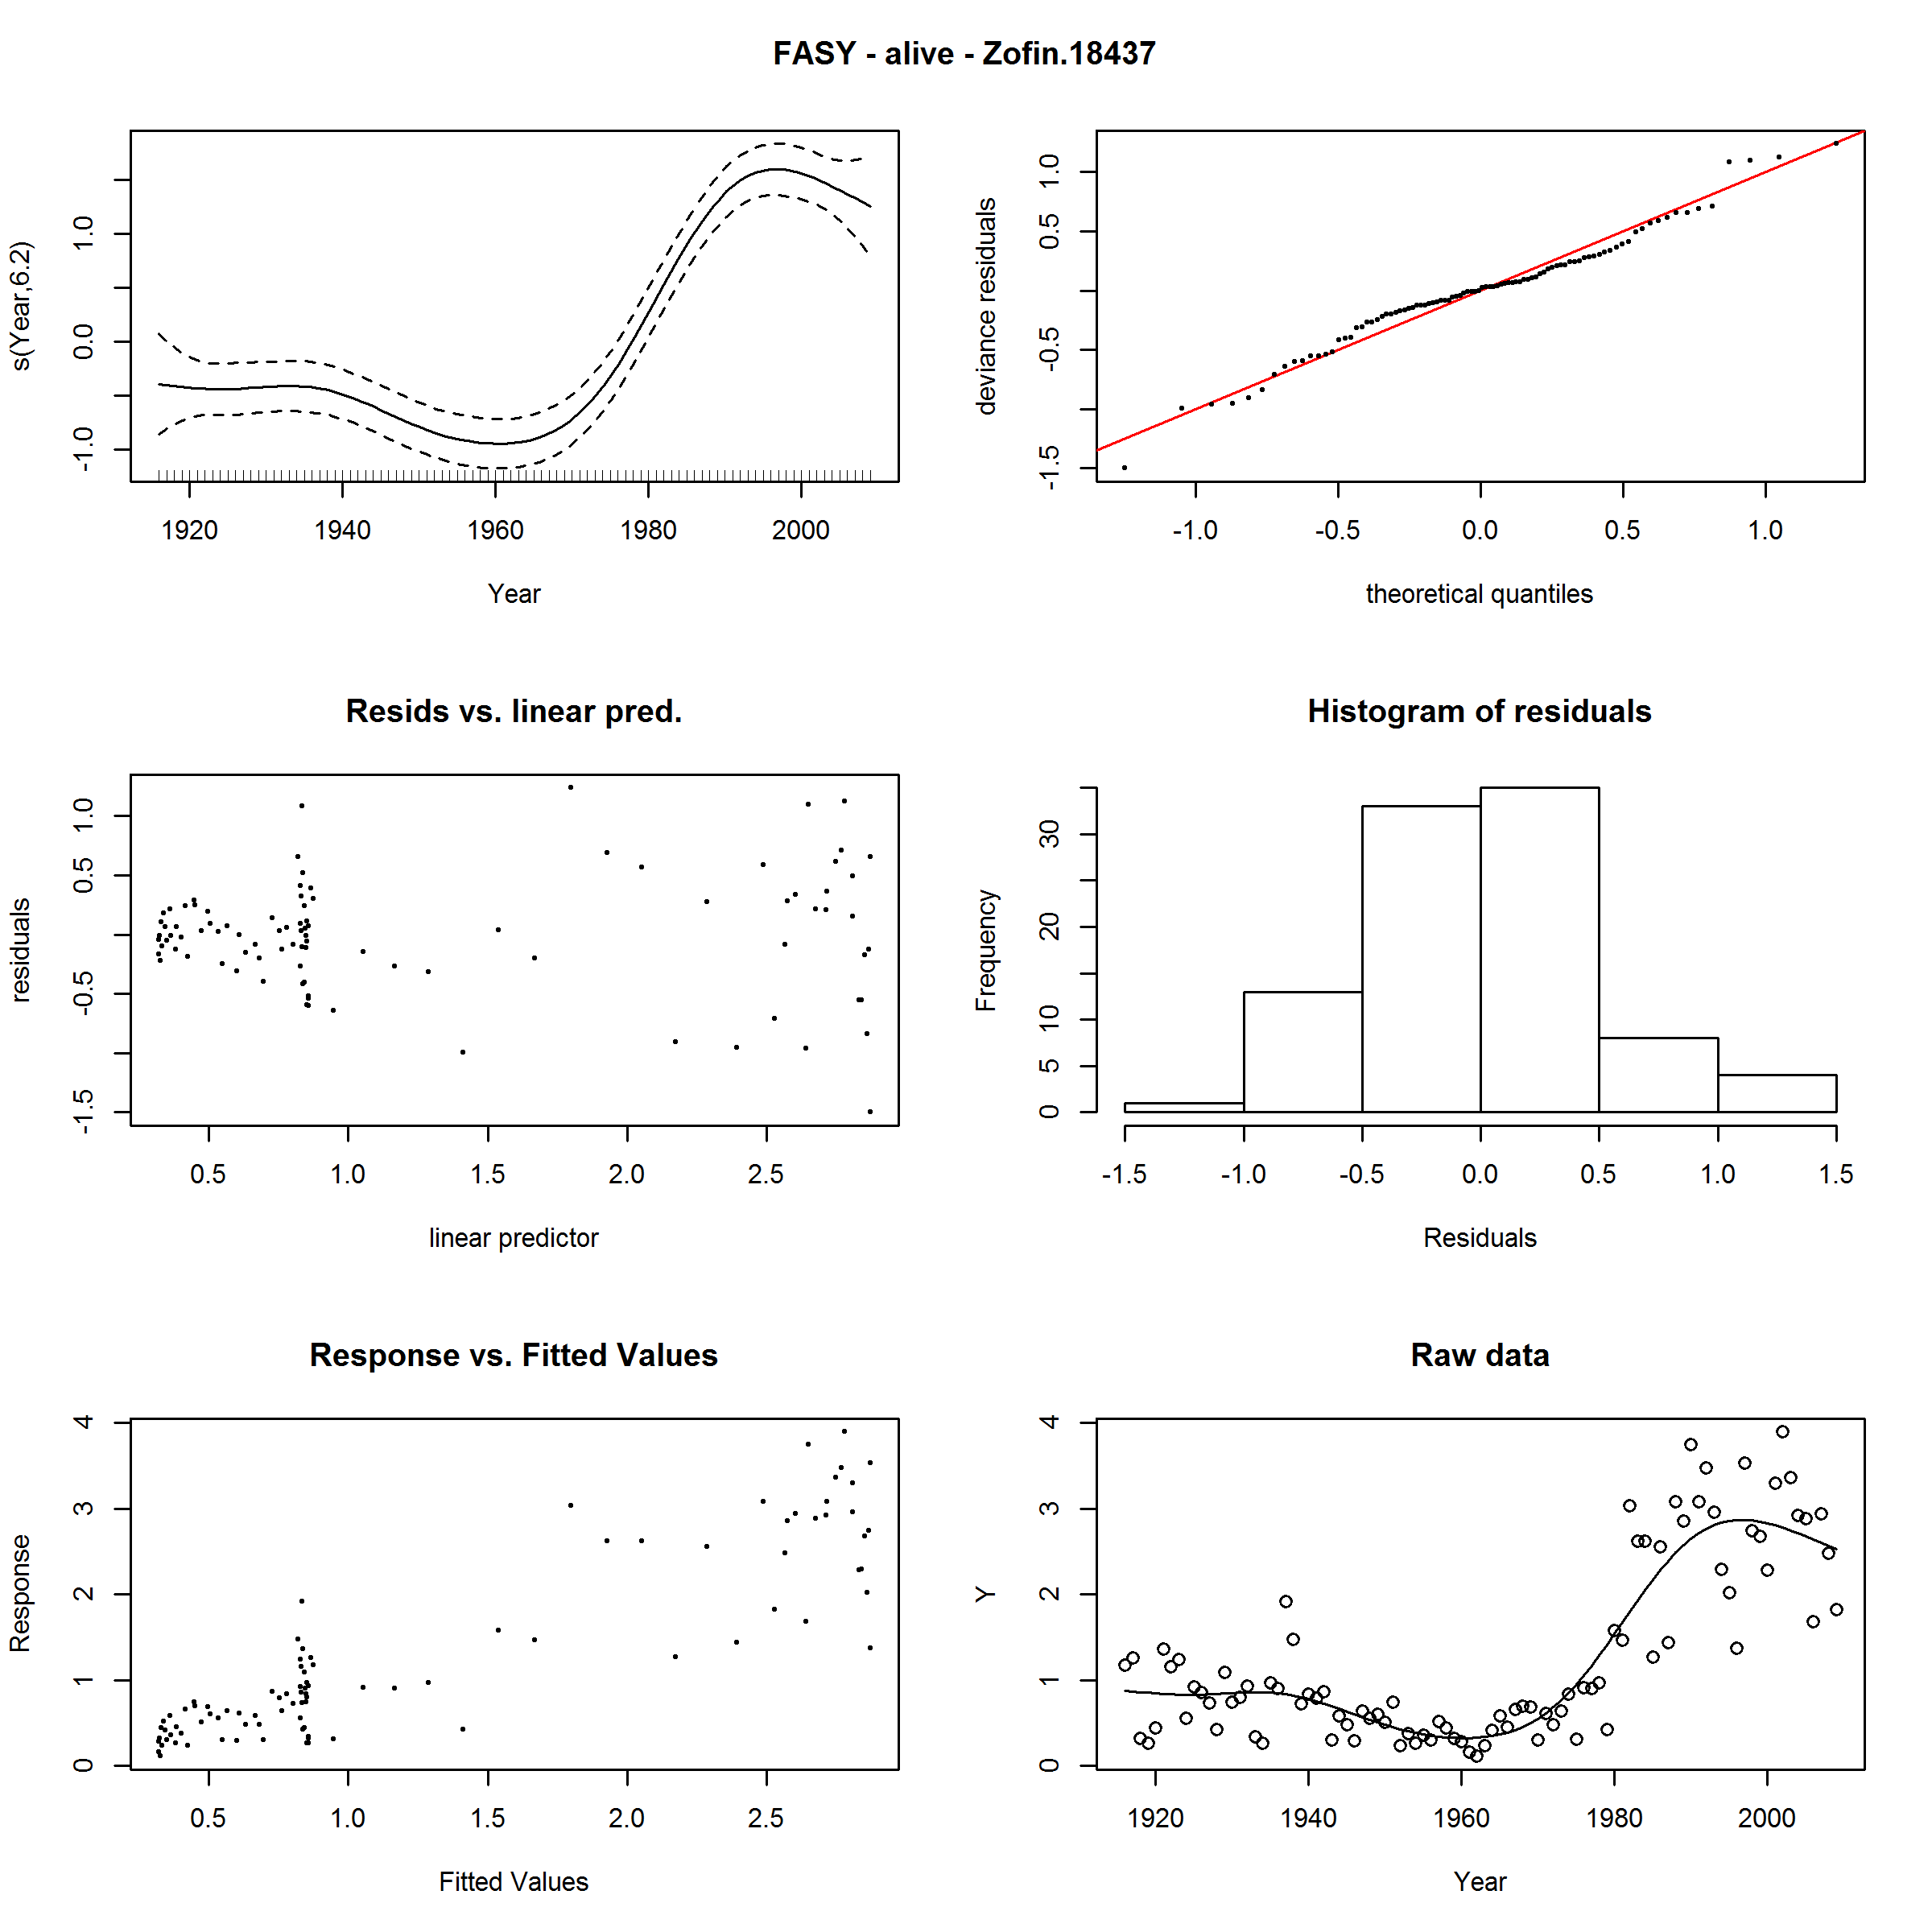 FASY - alive - Zofin.18437
s(Year,6.2)
-1.0 0.0 1.0
1920 1940 1960 1980 2000
Year
deviance residuals
-1.5 -0.5 0.5 1.0
-1.0 -0.5 0.0 0.5 1.0
theoretical quantiles
Resids vs. linear pred.
residuals
-1.5 -0.5 0.5 1.0
0.5 1.0 1.5 2.0 2.5
linear predictor
Histogram of residuals
Frequency
0 5 10 20 30
-1.5 -1.0 -0.5 0.0 0.5 1.0 1.5
Residuals
Response vs. Fitted Values
Response
0 1 2 3 4
0.5 1.0 1.5 2.0 2.5
Fitted Values
Raw data
Y
0 1 2 3 4
1920 1940 1960 1980 2000
Year